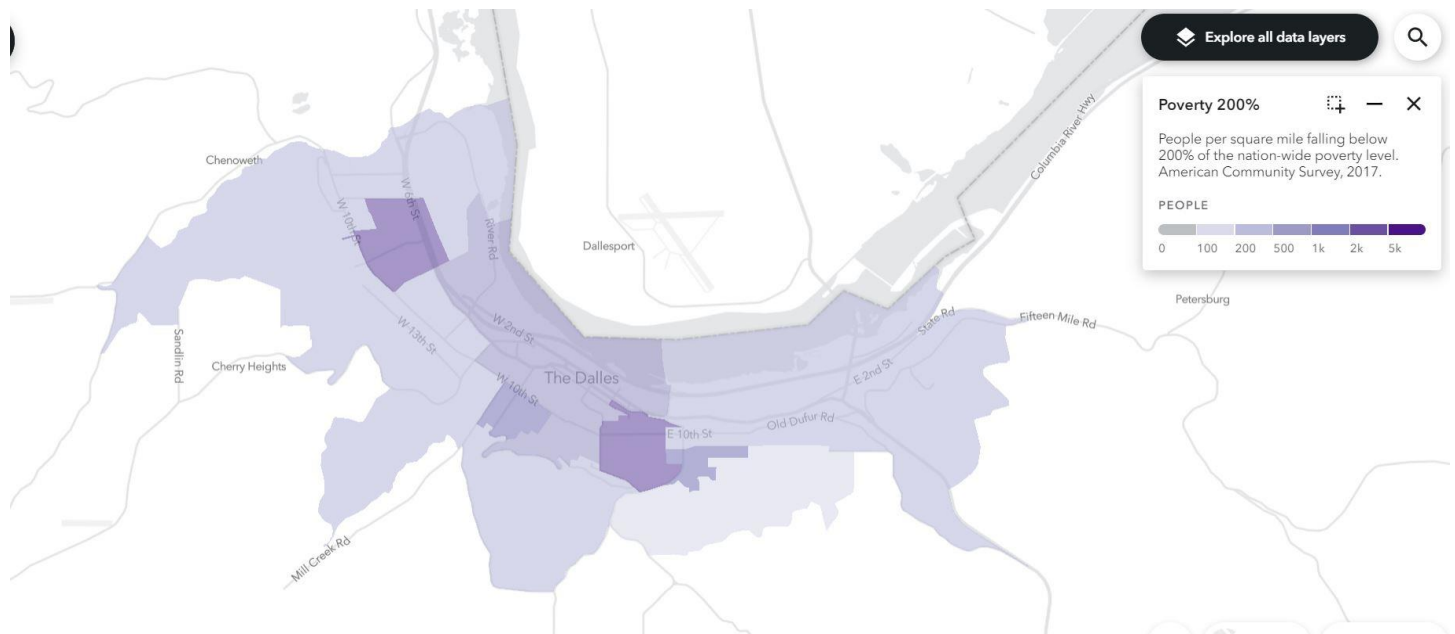 Explore all data layers
Poverty 200%
People per square mile falling below
200% of the nation-wide poverty level.
American Community Survey, 2017.
PEOPLE
0 100 200 500 1k 2k 5k
Columbia River Hwy
Chenoweth
W 6th St
W 10th St
River Rd
Dallesport
Petersburg
State Rd
Fifteen Mile Rd
W 2nd St
W 13th St
Sandlin Rd
Cherry Heights
The Dalles
E 2nd St
W 10th St
Old Dufur Rd
E 10th St
Mill Creek Rd